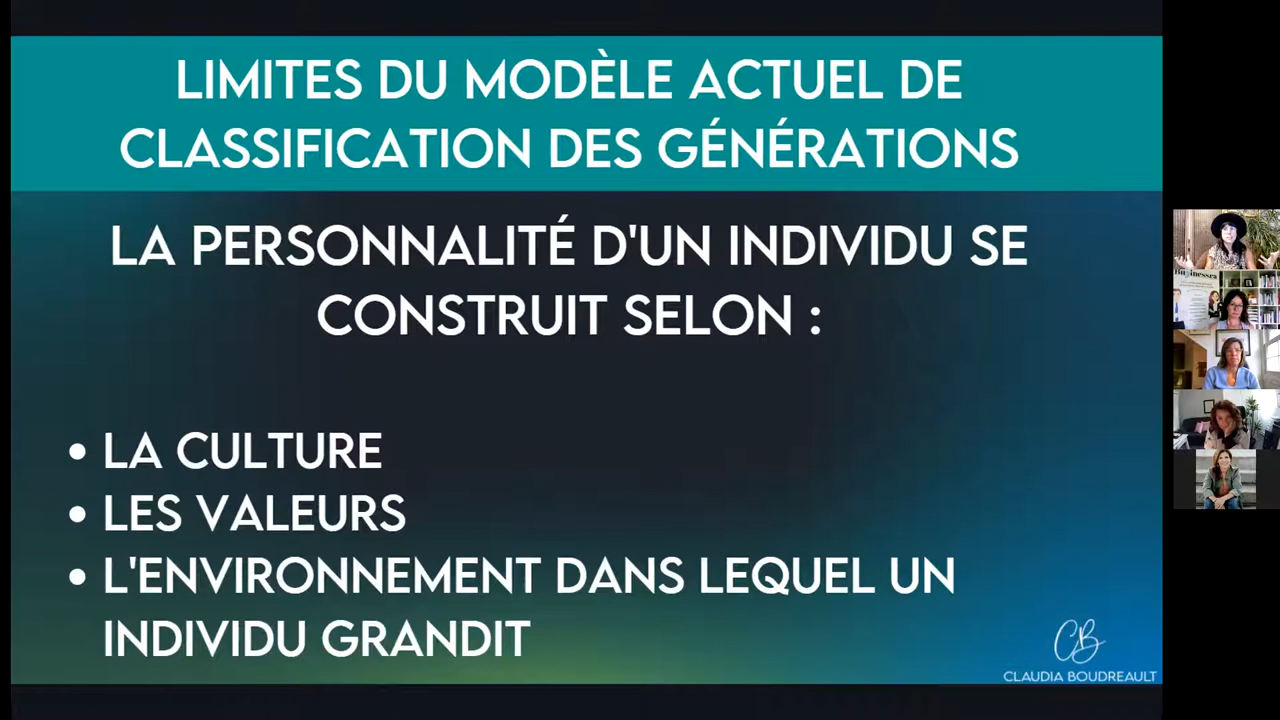 LIMITES DU MODÈLE ACTUEL DE
CLASSIFICATION DES GÉNÉRATIONS
LA PERSONNALITÉ D'UN INDIVIDU SE
CONSTRUIT SELON :
• LA CULTURE
• LES VALEURS
• L'ENVIRONNEMENT DANS LEQUEL UN
INDIVIDU GRANDIT
CB
CLAUDIA BOUDREAULT